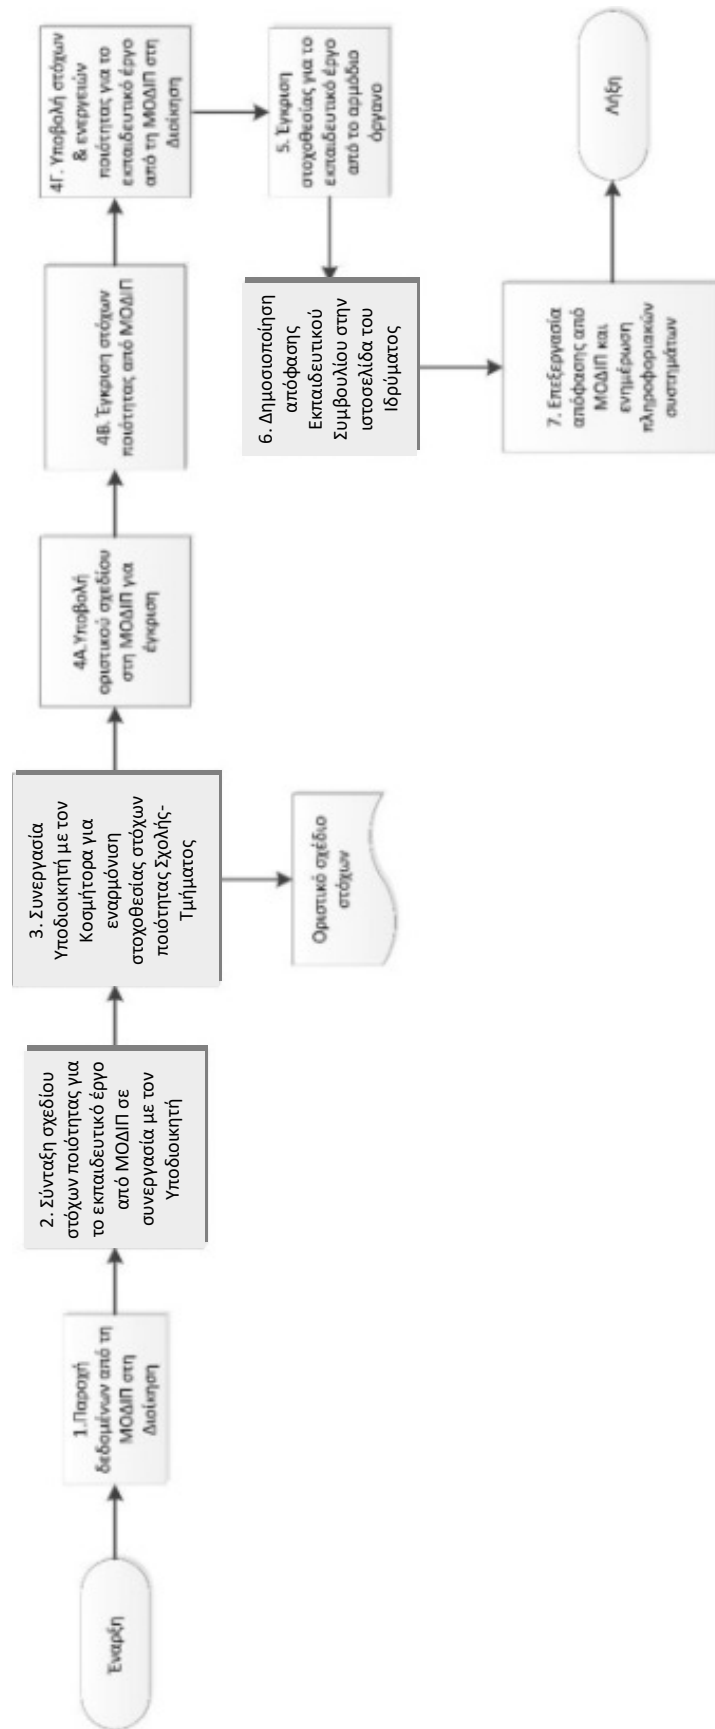 Έναρξη
1.Παροχή
δεδομένων από τη
ΜΟΔΙΠ στη
Διοίκηση
2. Σύνταξη σχεδίου
στόχων ποιότητας για
το εκπαιδευτικό έργο
από ΜΟΔΙΠ σε
συνεργασία με τον
Υποδιοικητή
3. Συνεργασία
Υποδιοικητή με τον
Κοσμήτορα για
εναρμόνιση
στοχοθεσίας στόχων
ποιότητας Σχολής-
Τμήματος
Οριστικό σχέδιο
στόχων
4Α.Υποβολή
οριστικού σχεδίου
στη ΜΟΔΙΠ για
έγκριση
4Β. Έγκριση στόχων
ποιότητας από ΜΟΔΙΠ
4Γ. Υποβολή στόχων
& ενεργειών
ποιότητας για το
εκπαιδευτικό έργο
από τη ΜΟΔΙΠ στη
Διοίκηση
5. Έγκριση
στοχοθεσίας για το
εκπαιδευτικό έργο
από το αρμόδιο
όργανο
6. Δημοσιοποίηση
απόφασης
Εκπαιδευτικού
Συμβουλίου στην
ιστοσελίδα του
Ιδρύματος
7. Επεξεργασία
απόφασης από
ΜΟΔΙΠ και
ενημέρωση
πληροφοριακών
συστημάτων
Λήξη